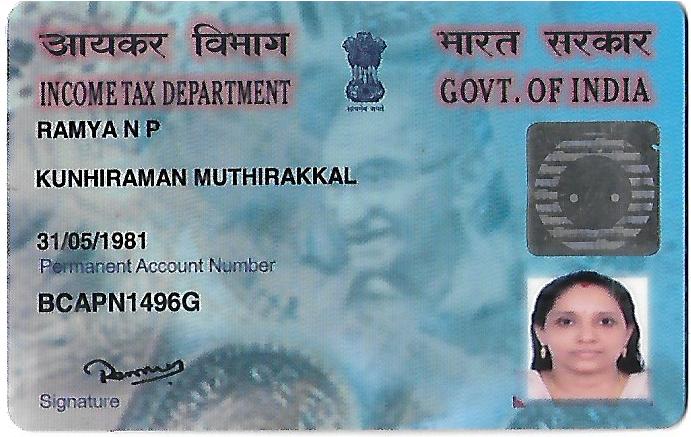 आयकर विभाग
INCOME TAX DEPARTMENT
भारत सरकार
GOVT. OF INDIA
सत्यमेव जयते
RAMYA N P
KUNHIRAMAN MUTHIRAKKAL
31/05/1981
Permanent Account Number
BCAPN1496G
Signature